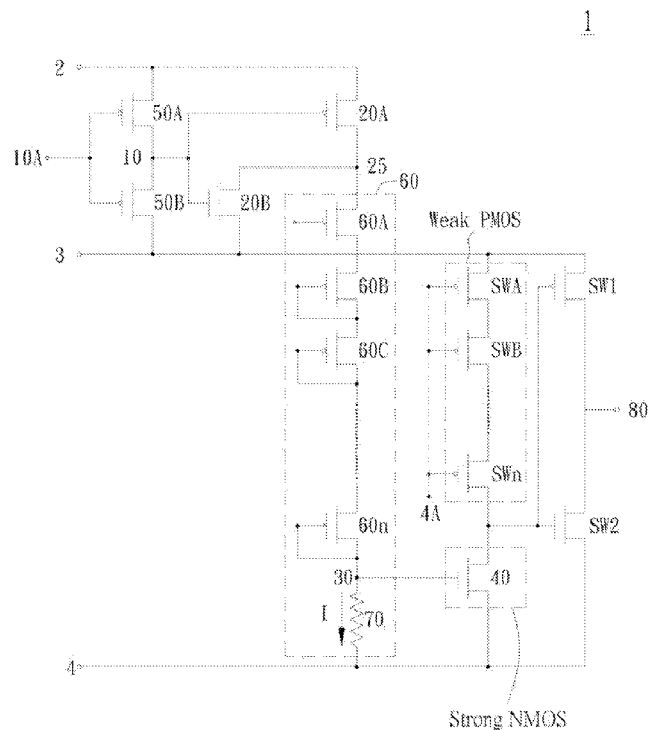 1
2
50A
20A
10A
10
25
60
50B
20B
60A
Weak PMOS
3
60B
SWA
SW1
60C
SWB
80
SWn
60n
4A
SW2
30
40
I
70
4
Strong NMOS